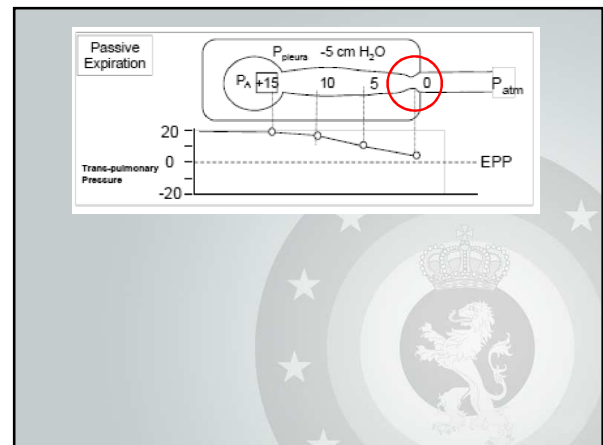 Passive
Expiration
Ppleura -5 cm H2O
PA +15 10 5 0 Patm
20
0
-20
Trans-pulmonary
Pressure
EPP